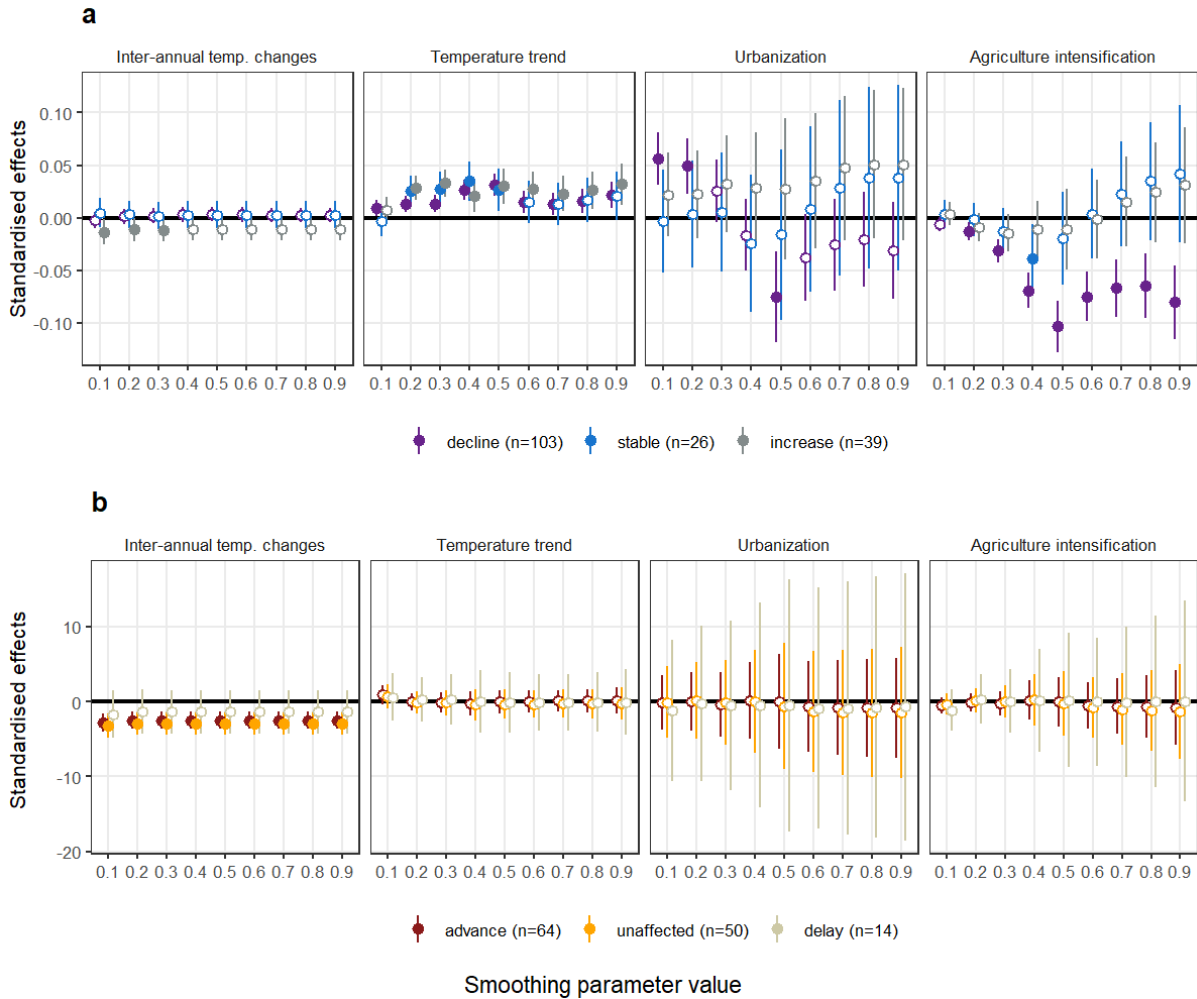 a
Inter-annual temp. changes Temperature trend Urbanization Agriculture intensification
Standardised effects
0.10
0.05
0.00
-0.05
-0.10
0.1 0.2 0.3 0.4 0.5 0.6 0.7 0.8 0.9 0.1 0.2 0.3 0.4 0.5 0.6 0.7 0.8 0.9 0.1 0.2 0.3 0.4 0.5 0.6 0.7 0.8 0.9 0.1 0.2 0.3 0.4 0.5 0.6 0.7 0.8 0.9
decline (n=103) stable (n=26) increase (n=39)
b
Inter-annual temp. changes Temperature trend Urbanization Agriculture intensification
Standardised effects
10
0
-10
-20
0.1 0.2 0.3 0.4 0.5 0.6 0.7 0.8 0.9 0.1 0.2 0.3 0.4 0.5 0.6 0.7 0.8 0.9 0.1 0.2 0.3 0.4 0.5 0.6 0.7 0.8 0.9 0.1 0.2 0.3 0.4 0.5 0.6 0.7 0.8 0.9
advance (n=64) unaffected (n=50) delay (n=14)
Smoothing parameter value